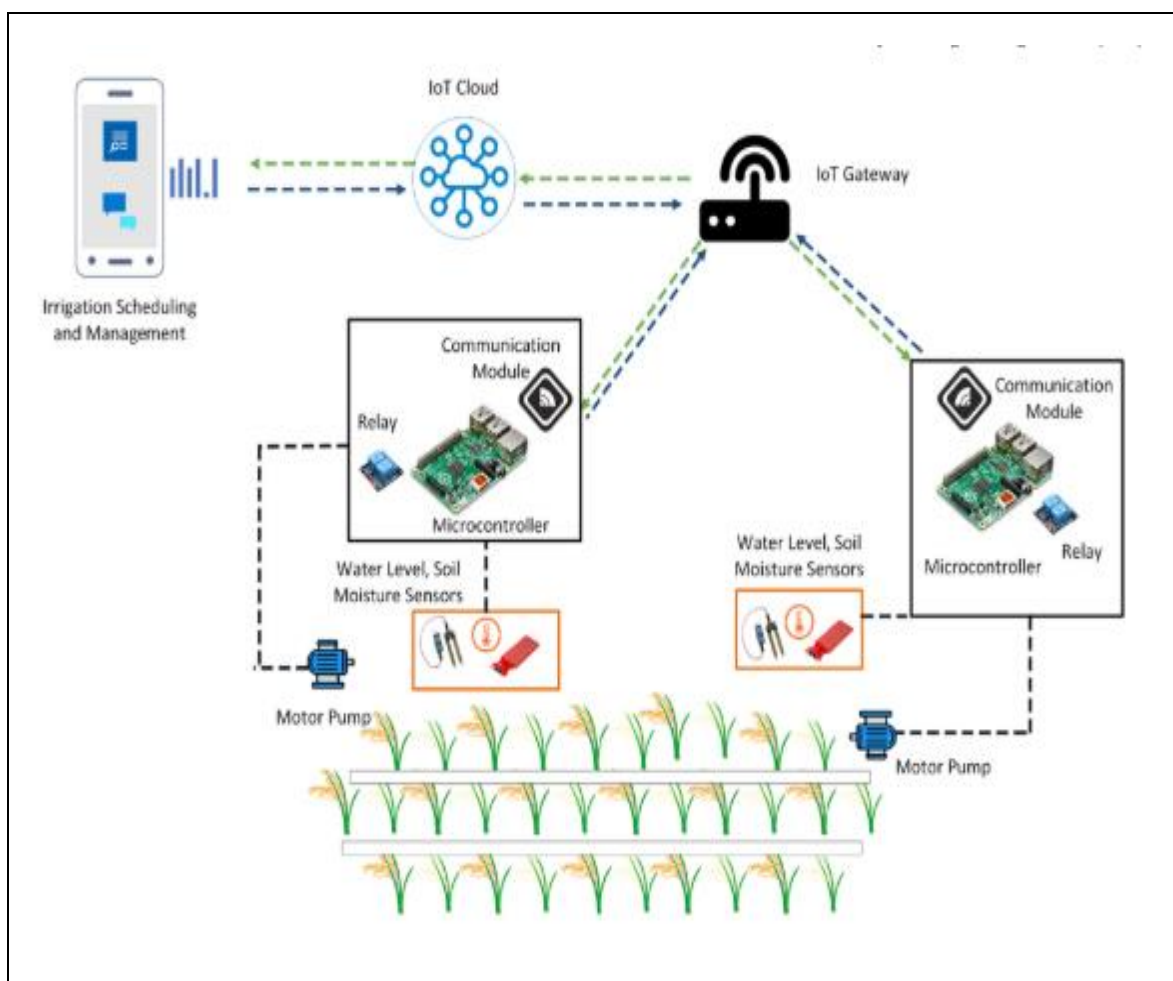 IoT Cloud
IoT Gateway
Irrigation Scheduling
and Management
Communication
Module
Relay
Microcontroller
Water Level, Soil
Moisture Sensors
Motor Pump
Communication
Module
Relay
Microcontroller
Water Level, Soil
Moisture Sensors
Motor Pump